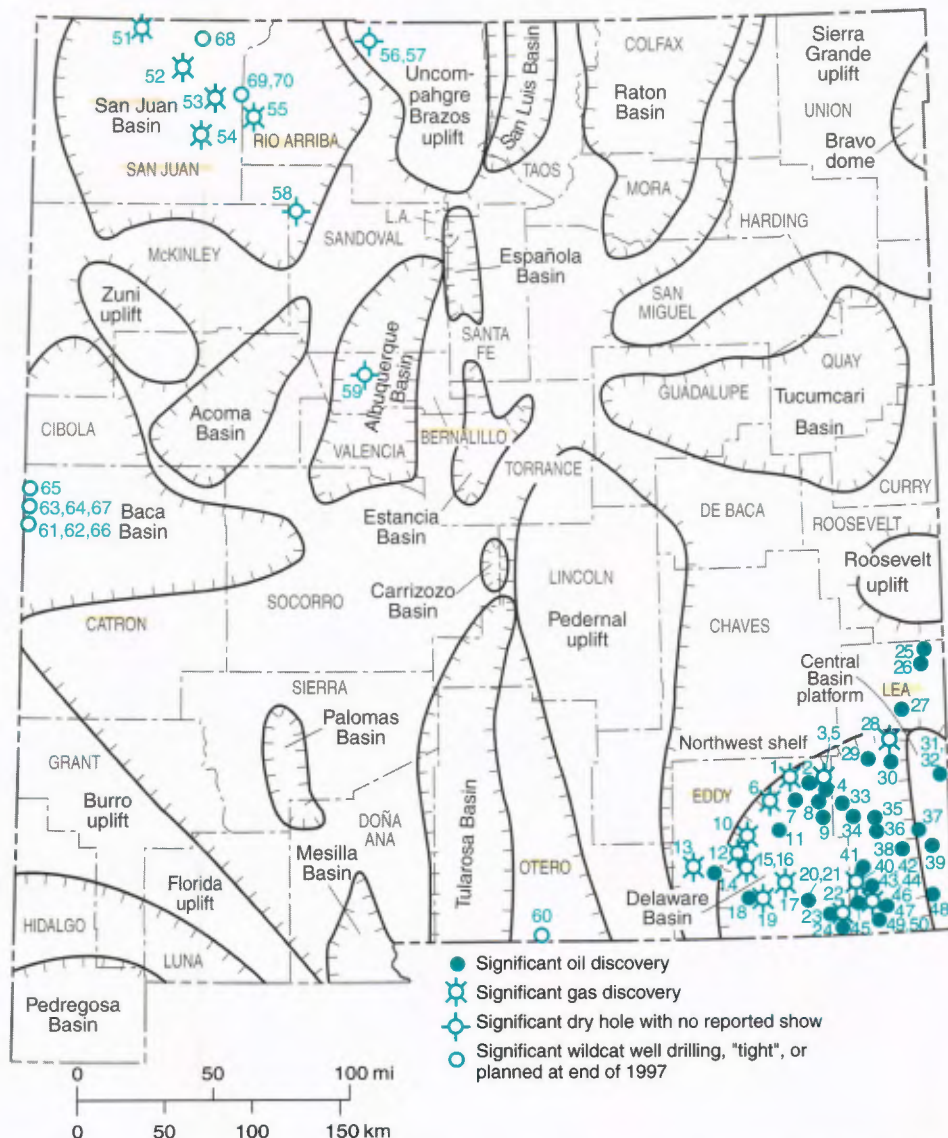 51
68
56,57
52
69,70
53
55
54
San Juan
Basin
SAN JUAN
RIO ARRIBA
58
Uncom-
pahgre
Brazos
uplift
San Luis Basin
COLFAX
Raton
Basin
Sierra
Grande
uplift
UNION
Bravo
dome
TAOS
MORA
HARDING
L.A.
SANDOVAL
McKINLEY
Española
Basin
Zuni
uplift
SAN
MIGUEL
SANTA
FE
QUAY
GUADALUPE
Tucumcari
Basin
59
Albuquerque
Basin
Acoma
Basin
CIBOLA
VALENCIA
BERNALILLO
TORRANCE
CURRY
65
63,64,67
61,62,66
Baca
Basin
Estancia
Basin
DE BACA
ROOSEVELT
Roosevelt
uplift
Carrizozo
Basin
LINCOLN
SOCORRO
CATRON
Pedernal
uplift
CHAVES
25
26
Central
Basin
platform
LEA
27
SIERRA
Palomas
Basin
Northwest shelf
3,5
28
29
30
31,
32
GRANT
Burro
uplift
EDDY
1
2
4
6
7
8
9
33
34
35
36
37
DOÑA
ANA
Mesilla
Basin
Tularosa Basin
OTERO
10
11
12
13
14
15,16
38
39
40
41
42
43
44
Florida
uplift
Delaware
Basin
17
18
19
20,21
22
23
24
45
46
47
48
49,50
HIDALGO
LUNA
60
Pedregosa
Basin
Significant oil discovery
Significant gas discovery
Significant dry hole with no reported show
Significant wildcat well drilling, "tight", or
planned at end of 1997
0 50 100 mi
0 50 100 150 km